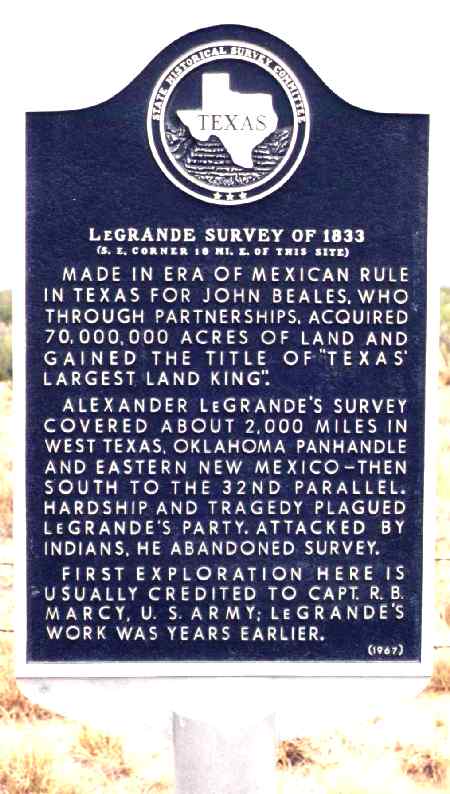 STATE HISTORICAL SURVEY COMMITTEE
TEXAS
LeGRANDE SURVEY OF 1833
(S. E. CORNER 18 MI. E. OF THIS SITE)
MADE IN ERA OF MEXICAN RULE
IN TEXAS FOR JOHN BEALES, WHO
THROUGH PARTNERSHIPS, ACQUIRED
70,000,000 ACRES OF LAND AND
GAINED THE TITLE OF "TEXAS'
LARGEST LAND KING".
ALEXANDER LeGRANDE'S SURVEY
COVERED ABOUT 2,000 MILES IN
WEST TEXAS, OKLAHOMA PANHANDLE
AND EASTERN NEW MEXICO—THEN
SOUTH TO THE 32ND PARALLEL.
HARDSHIP AND TRAGEDY PLAGUED
LeGRANDE'S PARTY. ATTACKED BY
INDIANS, HE ABANDONED SURVEY.
FIRST EXPLORATION HERE IS
USUALLY CREDITED TO CAPT. R. B.
MARCY, U. S. ARMY; LeGRANDE'S
WORK WAS YEARS EARLIER.
(1967)